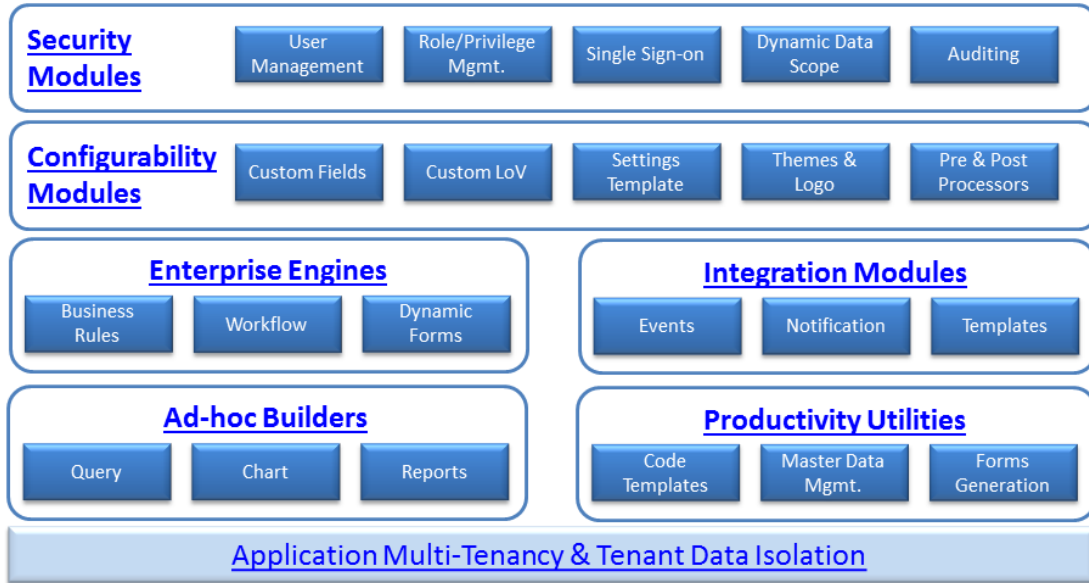 Security
Modules
User
Management
Role/Privilege
Mgmt.
Single Sign-on
Dynamic Data
Scope
Auditing
Configurability
Modules
Custom Fields
Custom LoV
Settings
Template
Themes &
Logo
Pre & Post
Processors
Enterprise Engines
Business
Rules
Workflow
Dynamic
Forms
Integration Modules
Events
Notification
Templates
Ad-hoc Builders
Query
Chart
Reports
Productivity Utilities
Code
Templates
Master Data
Mgmt.
Forms
Generation
Application Multi-Tenancy & Tenant Data Isolation